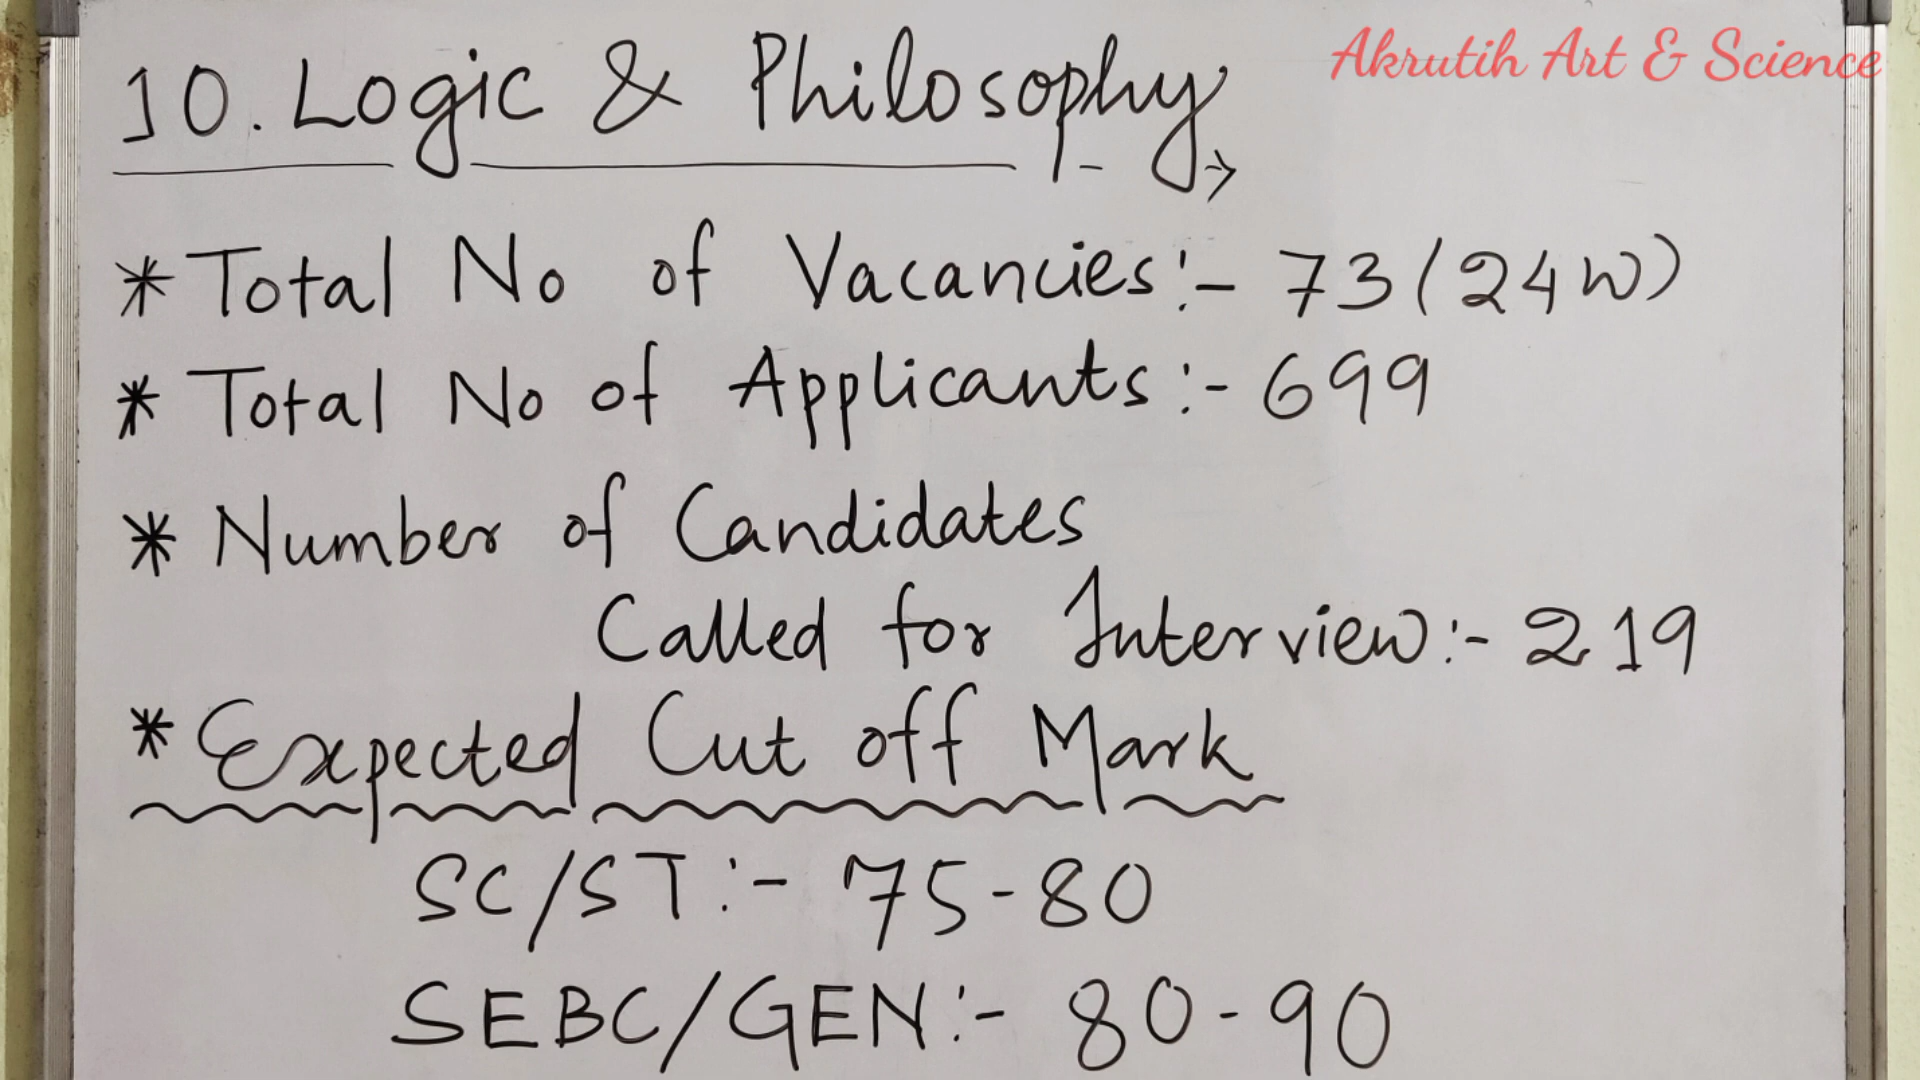 Akrutih Art & Science
10. Logic & Philosophy :- →
* Total No of Vacancies :- 73 (24W)
* Total No of Applicants :- 699
* Number of Candidates
Called for Interview :- 219
* Expected Cut off Mark
SC/ST :- 75-80
SEBC/GEN :- 80-90